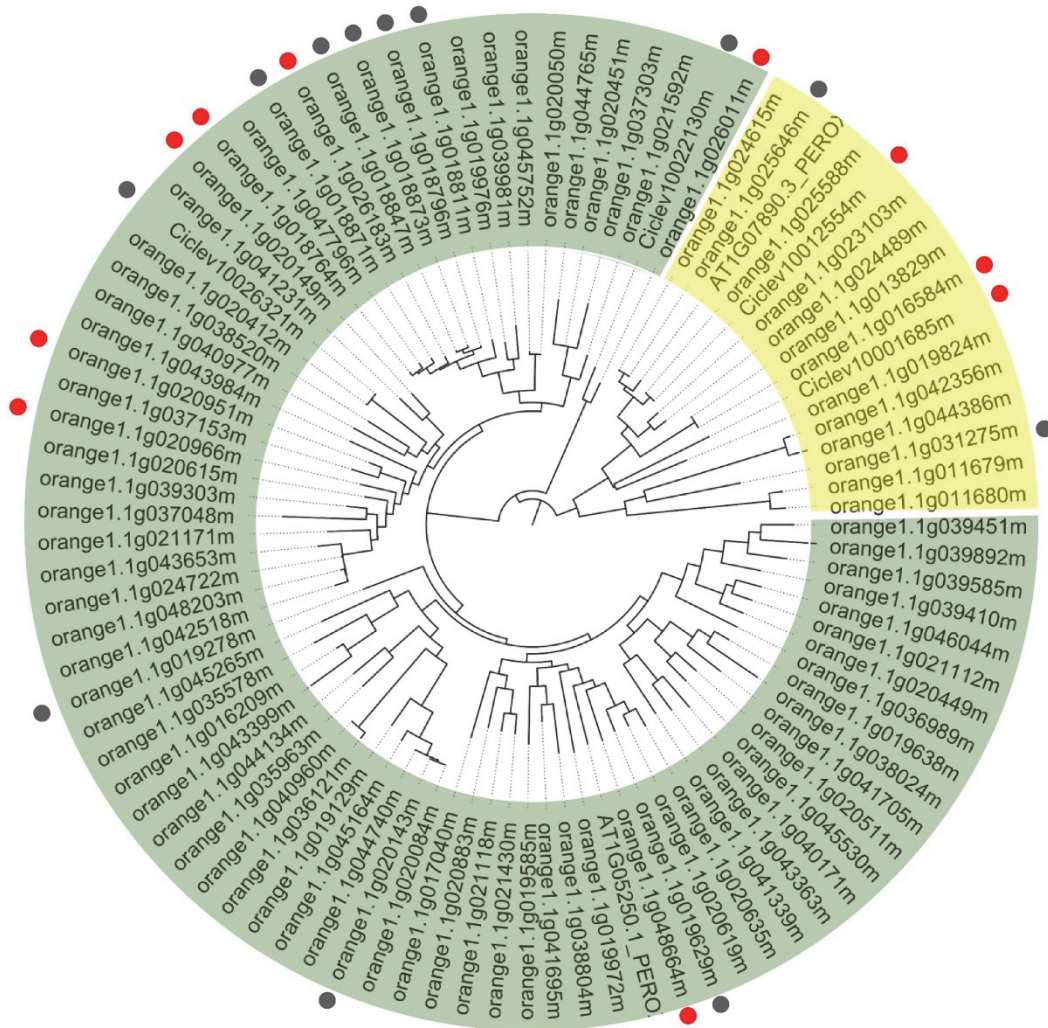 orange1.1g020050m
orange1.1g044765m
orange1.1g020451m
orange1.1g037303m
orange1.1g021592m
Ciclev10022130m
orange1.1g026011m
orange1.1g024615m
orange1.1g025646m
AT1G07890.3_PERO
orange1.1g025588m
Ciclev10012554m
orange1.1g023103m
orange1.1g024489m
orange1.1g013829m
orange1.1g016584m
Ciclev10001685m
orange1.1g019824m
orange1.1g042356m
orange1.1g044386m
orange1.1g031275m
orange1.1g011679m
orange1.1g011680m
orange1.1g039451m
orange1.1g039892m
orange1.1g039585m
orange1.1g039410m
orange1.1g046044m
orange1.1g021112m
orange1.1g020449m
orange1.1g036989m
orange1.1g019638m
orange1.1g038024m
orange1.1g041705m
orange1.1g020511m
orange1.1g045530m
orange1.1g040171m
orange1.1g043363m
orange1.1g041339m
orange1.1g020635m
orange1.1g020619m
orange1.1g019629m
orange1.1g048664m
AT1G05250.1_PERO
orange1.1g019972m
orange1.1g038804m
orange1.1g041695m
orange1.1g019585m
orange1.1g021430m
orange1.1g021118m
orange1.1g020883m
orange1.1g017040m
orange1.1g020084m
orange1.1g020143m
orange1.1g044740m
orange1.1g045164m
orange1.1g019129m
orange1.1g036121m
orange1.1g040960m
orange1.1g035963m
orange1.1g044134m
orange1.1g043399m
orange1.1g016209m
orange1.1g035578m
orange1.1g045265m
orange1.1g019278m
orange1.1g042518m
orange1.1g048203m
orange1.1g024722m
orange1.1g043653m
orange1.1g021171m
orange1.1g037048m
orange1.1g039303m
orange1.1g020615m
orange1.1g020966m
orange1.1g037153m
orange1.1g020951m
orange1.1g043984m
orange1.1g040977m
orange1.1g038520m
orange1.1g020412m
Ciclev10026321m
orange1.1g041231m
orange1.1g020149m
orange1.1g018764m
orange1.1g047796m
orange1.1g018871m
orange1.1g026183m
orange1.1g018847m
orange1.1g018873m
orange1.1g018796m
orange1.1g018811m
orange1.1g019976m
orange1.1g039981m
orange1.1g045752m